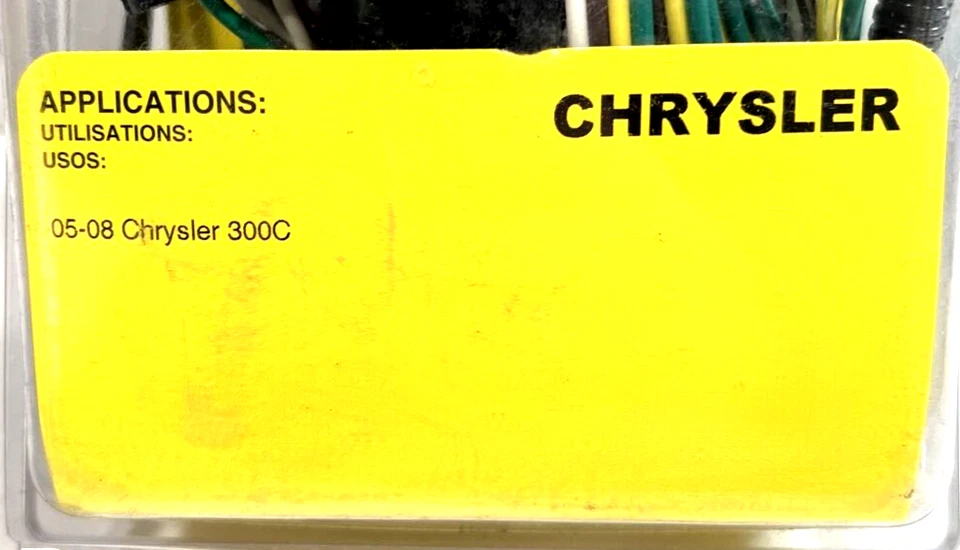 APPLICATIONS:
CHRYSLER
UTILISATIONS:
USOS:
05-08 Chrysler 300C